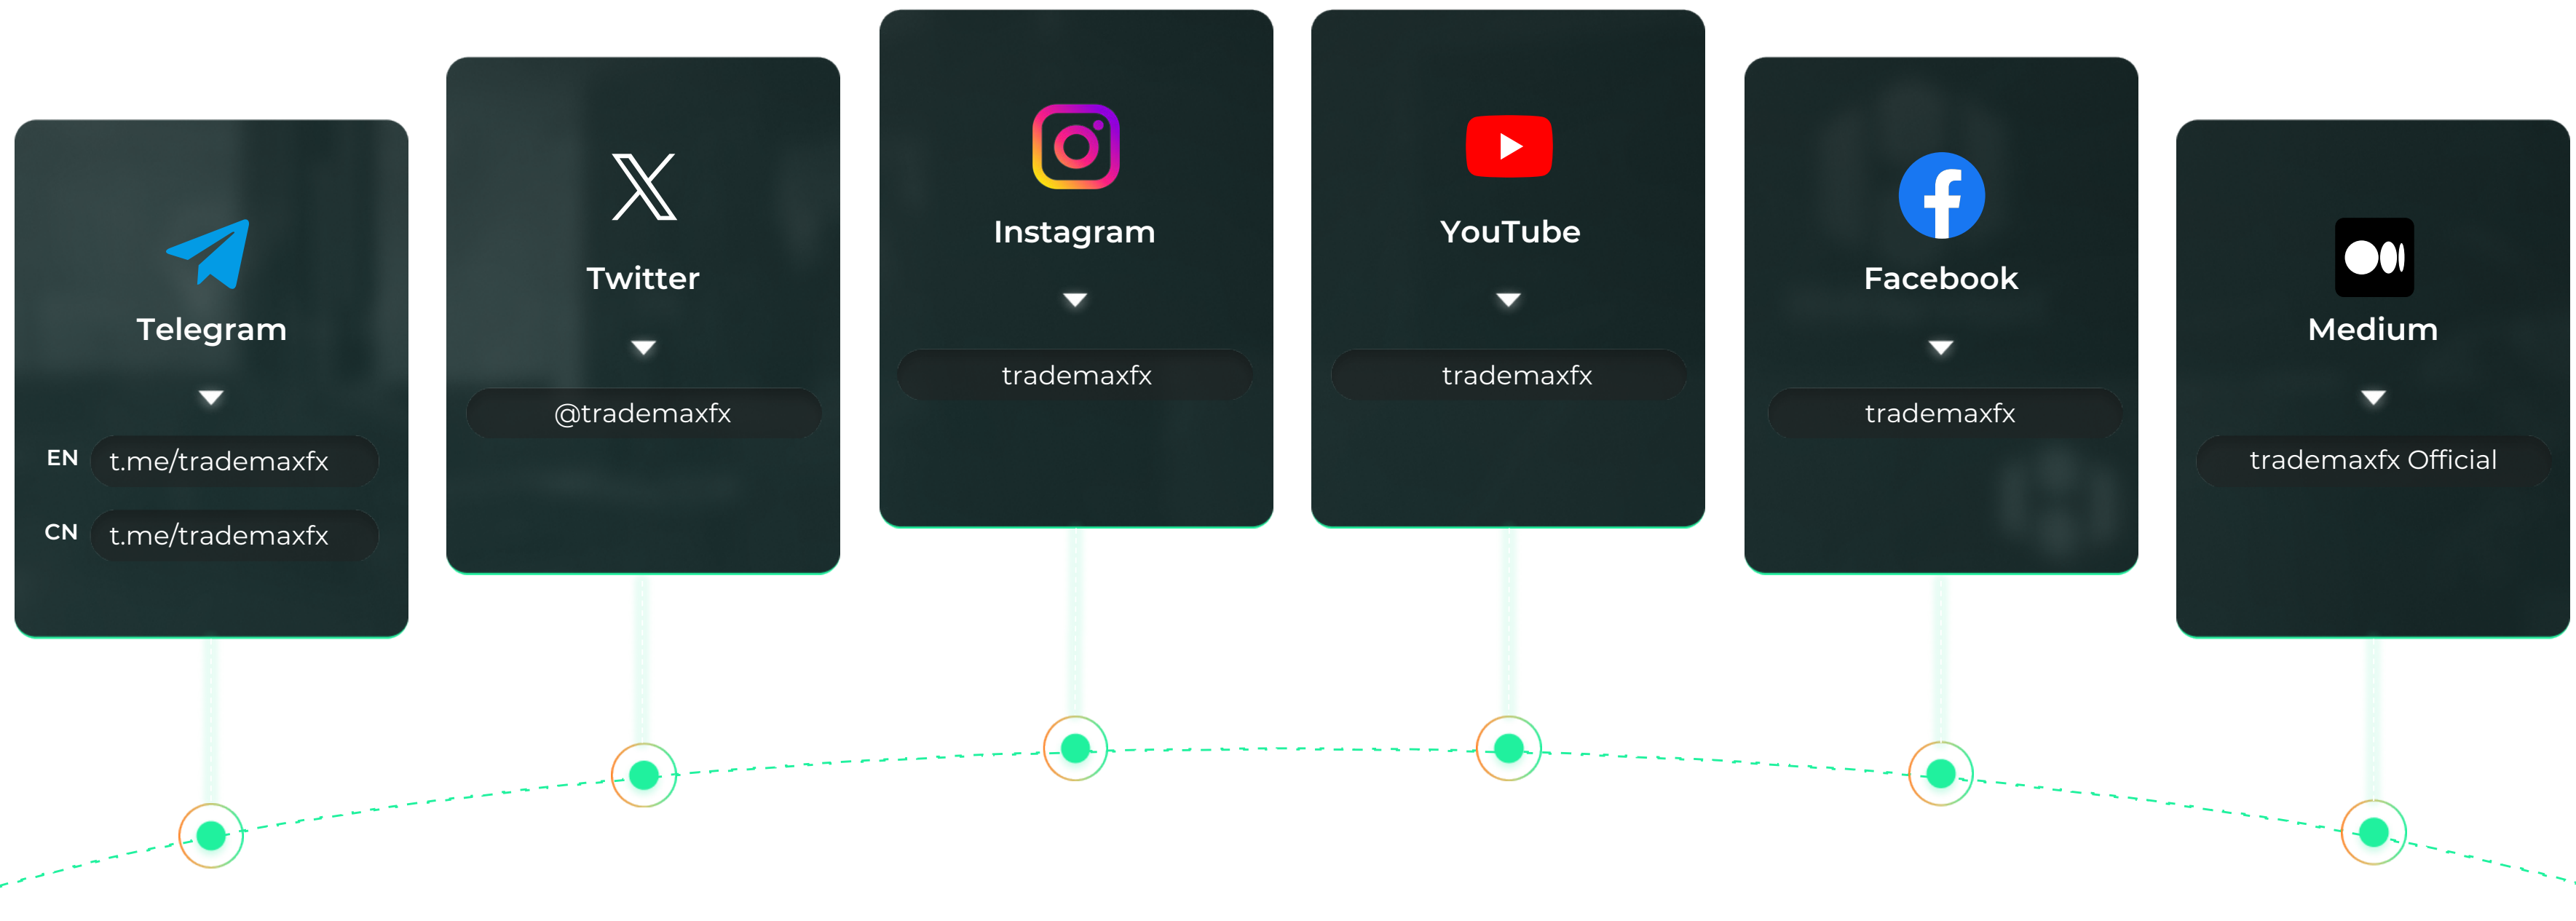 Telegram
EN t.me/trademaxfx
CN t.me/trademaxfx
Twitter
@trademaxfx
Instagram
trademaxfx
YouTube
trademaxfx
Facebook
trademaxfx
Medium
trademaxfx Official